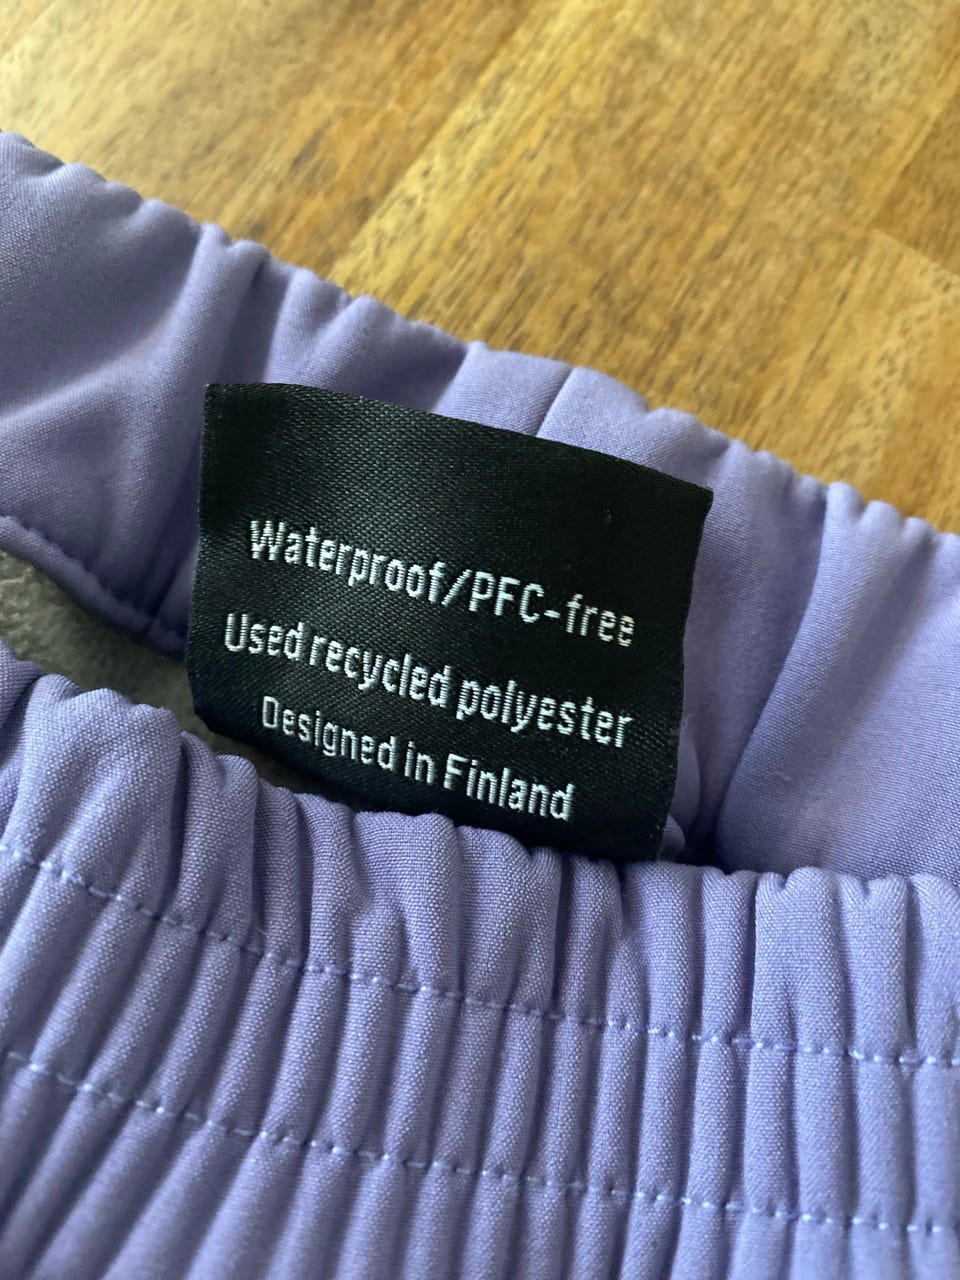 Waterproof/PFC-free
Used recycled polyester
Designed in Finland